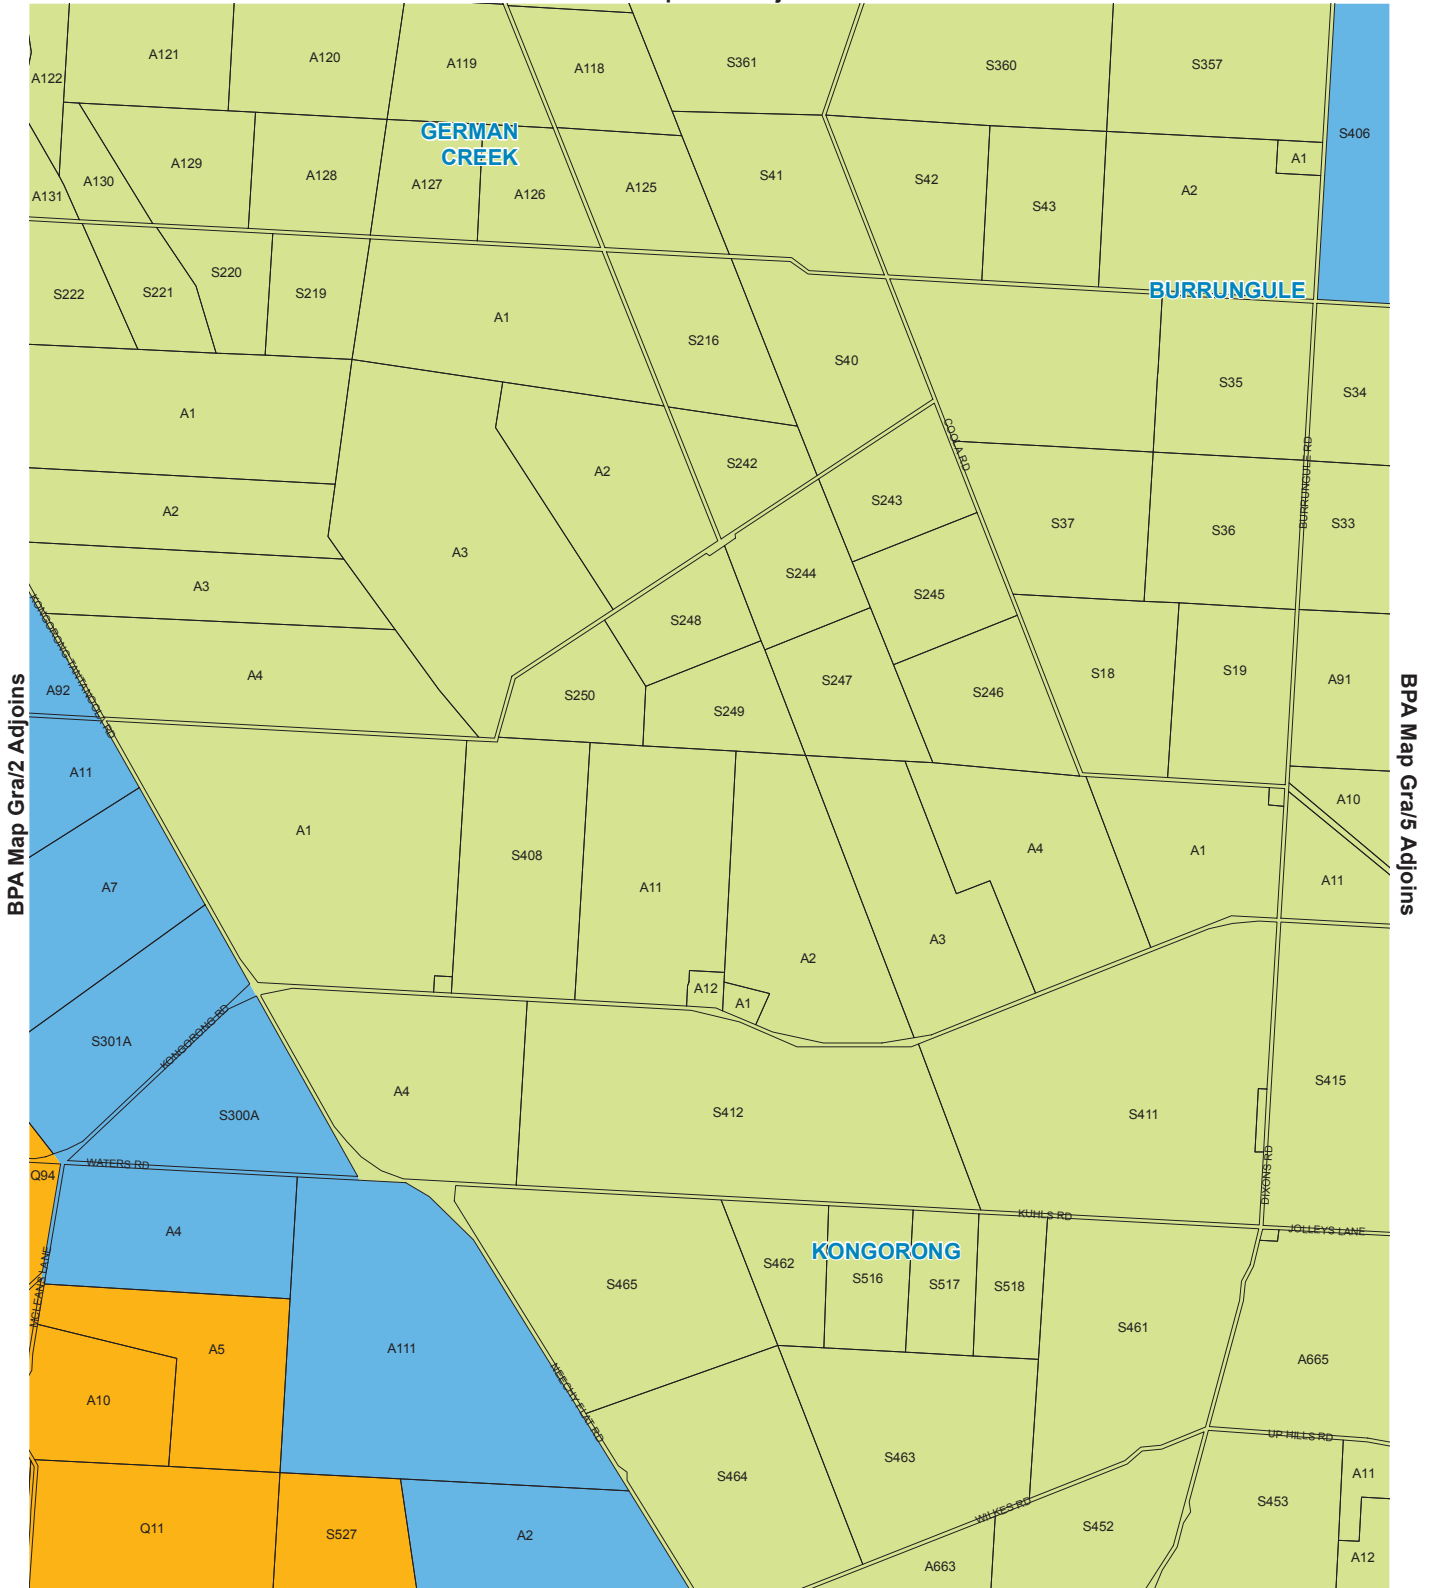 A121
A120
A119
A118
S361
S360
S357
A122
S406
GERMAN
CREEK
A129
A128
A127
A126
A125
S41
S42
S43
A2
A1
A130
A131
S222
S221
S220
S219
A1
S216
S40
BURRUNGULE
S35
S34
A1
A2
S242
COOLA RD
BURRUNGULE RD
S243
A2
A3
S37
S36
S33
A3
S244
S245
KONGORONG TANTANOOLA RD
S248
A4
A92
S250
S249
S247
S246
S18
S19
A91
BPA Map Gra/2 Adjoins
BPA Map Gra/5 Adjoins
A11
A1
S408
A11
A4
A1
A10
A11
A7
A3
A2
A12
A1
S301A
KONGORONG RD
S300A
A4
S412
S411
S415
WATERS RD
Q94
DIXONS RD
KUHLS RD
JOLLEYS LANE
A4
MCLEANS LANE
KONGORONG
S465
S462
S516
S517
S518
S461
A665
A5
A111
A10
NEECHY FLAT RD
UP HILLS RD
S464
S463
A11
S453
WILKES RD
S452
Q11
S527
A2
A663
A12